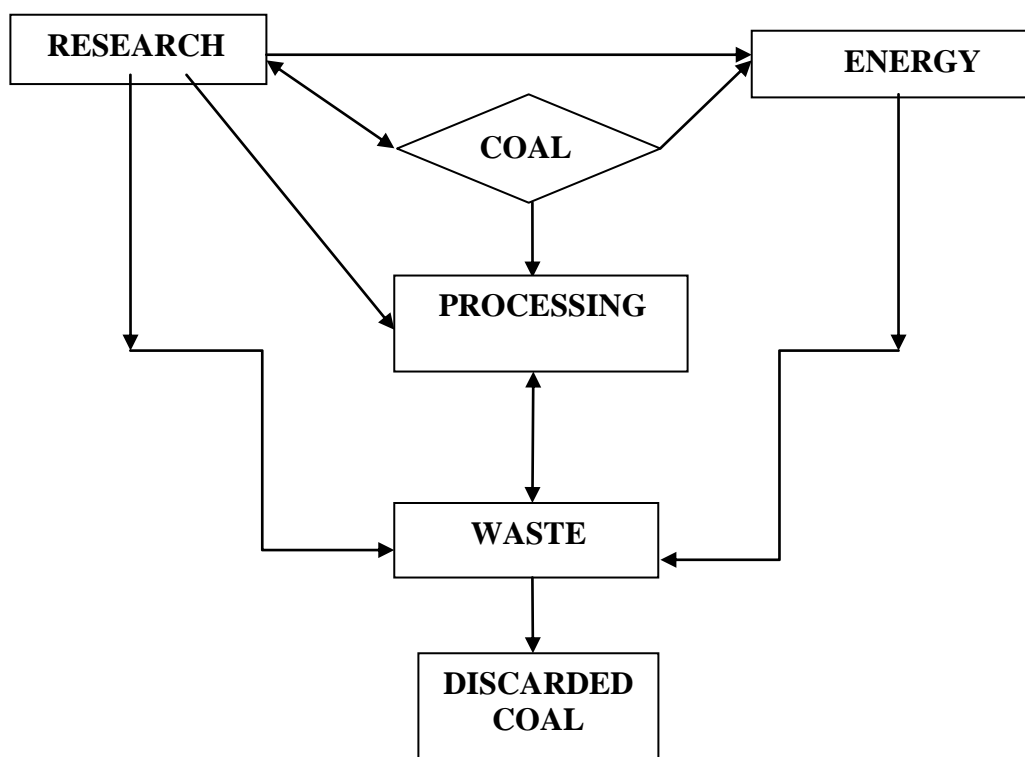 RESEARCH
ENERGY
COAL
PROCESSING
WASTE
DISCARDED
COAL